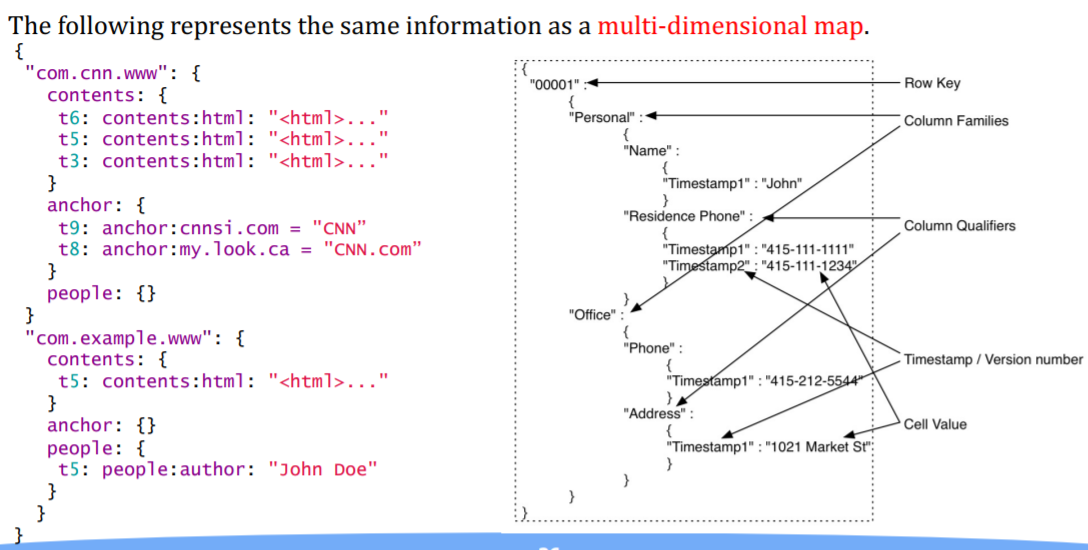 The following represents the same information as a multi-dimensional map.
{
"com.cnn.www": {
contents: {
t6: contents:html: "<html>..."
t5: contents:html: "<html>..."
t3: contents:html: "<html>..."
}
anchor: {
t9: anchor:cnnsi.com = "CNN”
t8: anchor:my.look.ca = "CNN.com”
}
people: {}
}
"com.example.www": {
contents: {
t5: contents:html: "<html>..."
}
anchor: {}
people: {
t5: people:author: "John Doe"
}
}
}
{
"00001" :
{
"Personal" :
{
"Name" :
{
"Timestamp1" : "John"
}
"Residence Phone" :
{
"Timestamp1" : "415-111-1111"
"Timestamp2" : "415-111-1234"
}
}
"Office" :
{
"Phone" :
{
"Timestamp1" : "415-212-5544"
}
"Address" :
{
"Timestamp1" : "1021 Market St"
}
}
}
}
Row Key
Column Families
Column Qualifiers
Timestamp / Version number
Cell Value